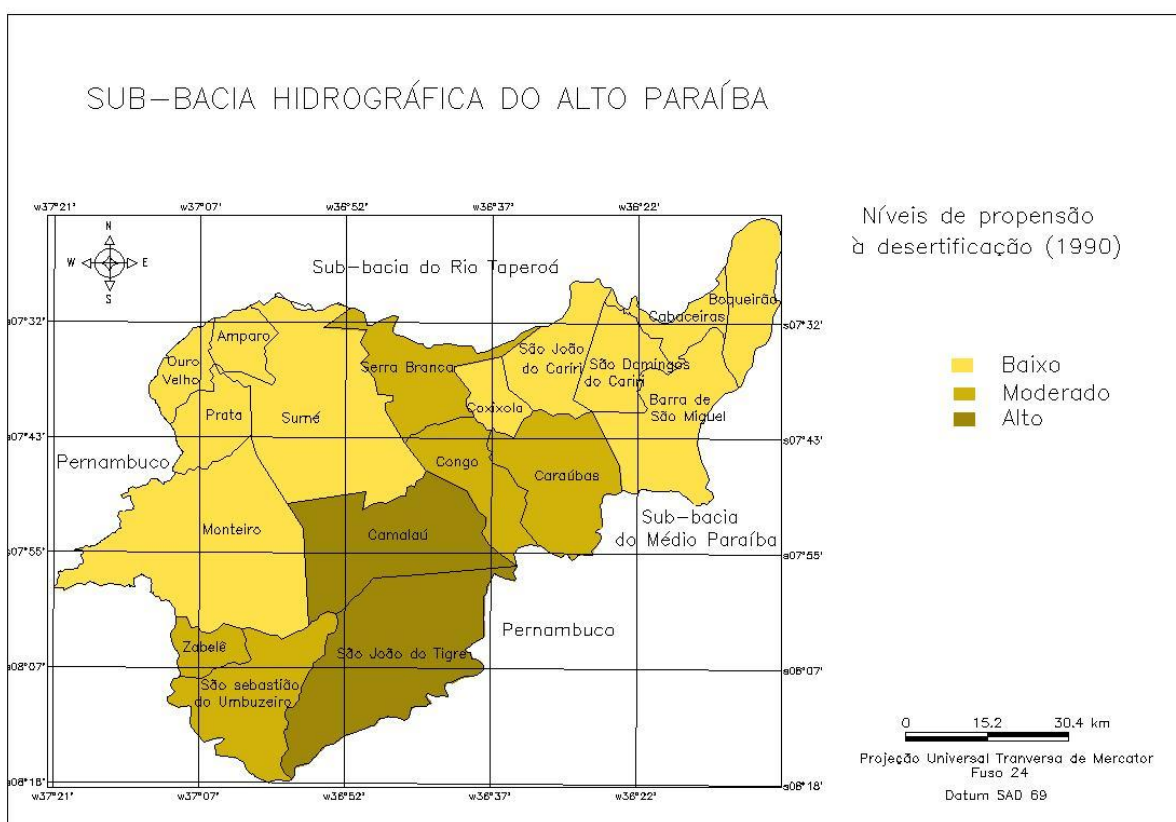 SUB-BACIA HIDROGRÁFICA DO ALTO PARAÍBA
w37°21'
w37°07'
w36°52'
w36°37'
w36°22'
N
W
E
S
Sub-bacia do Rio Taperoá
Níveis de propensão
à desertificação (1990)
Baixo
Moderado
Alto
s07°32'
s07°32'
Boqueirão
Cabaceiras
Amparo
Ouro
Velho
São João
do Cariri
Serra Branca
São Domingos
do Cariri
Prata
Sumé
Coxixola
Barra de
São Miguel
s07°43'
s07°43'
Pernambuco
Congo
Caraúbas
Monteiro
Camalaú
Sub-bacia
do Médio Paraíba
s07°55'
s07°55'
Pernambuco
Zabelê
São João do Tigre
s08°07'
s08°07'
São sebastião
do Umbuzeiro
s08°18'
s08°18'
w37°21'
w37°07'
w36°52'
w36°37'
w36°22'
0 15.2 30.4 km
Projeção Universal Tranversa de Mercator
Fuso 24
Datum SAD 69